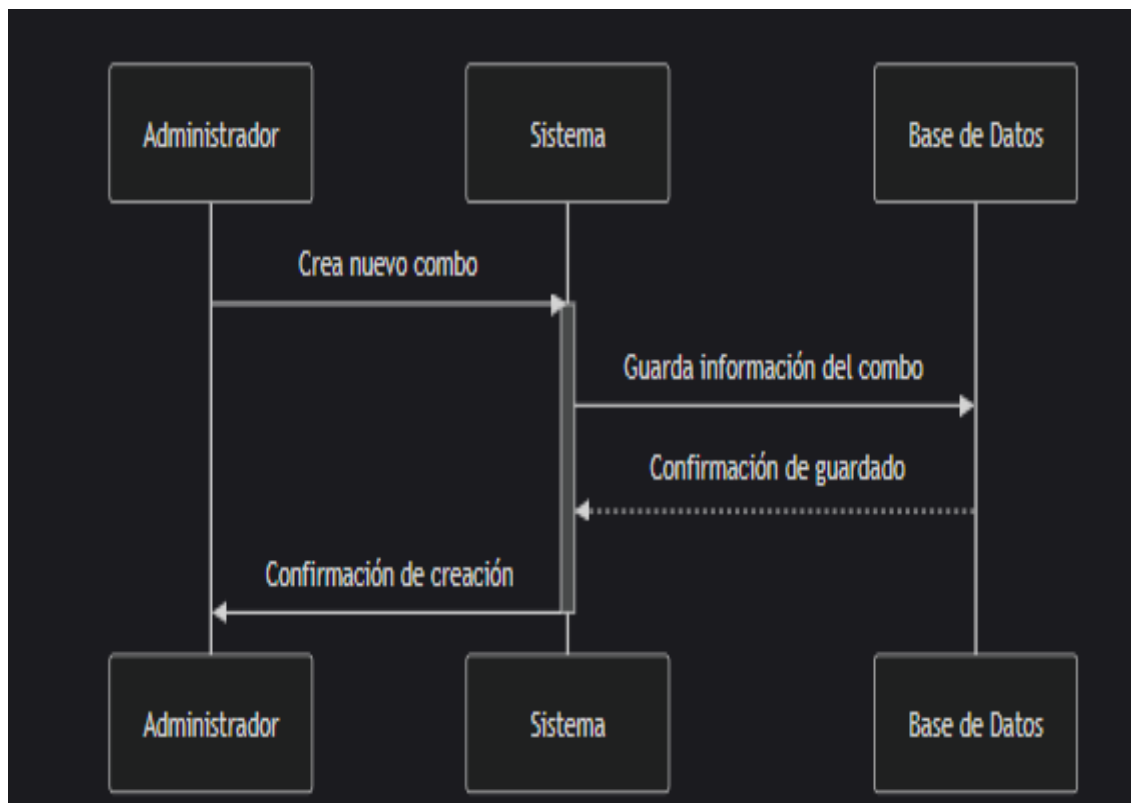 Administrador
Sistema
Base de Datos
Crea nuevo combo
Guarda información del combo
Confirmación de guardado
Confirmación de creación
Administrador
Sistema
Base de Datos